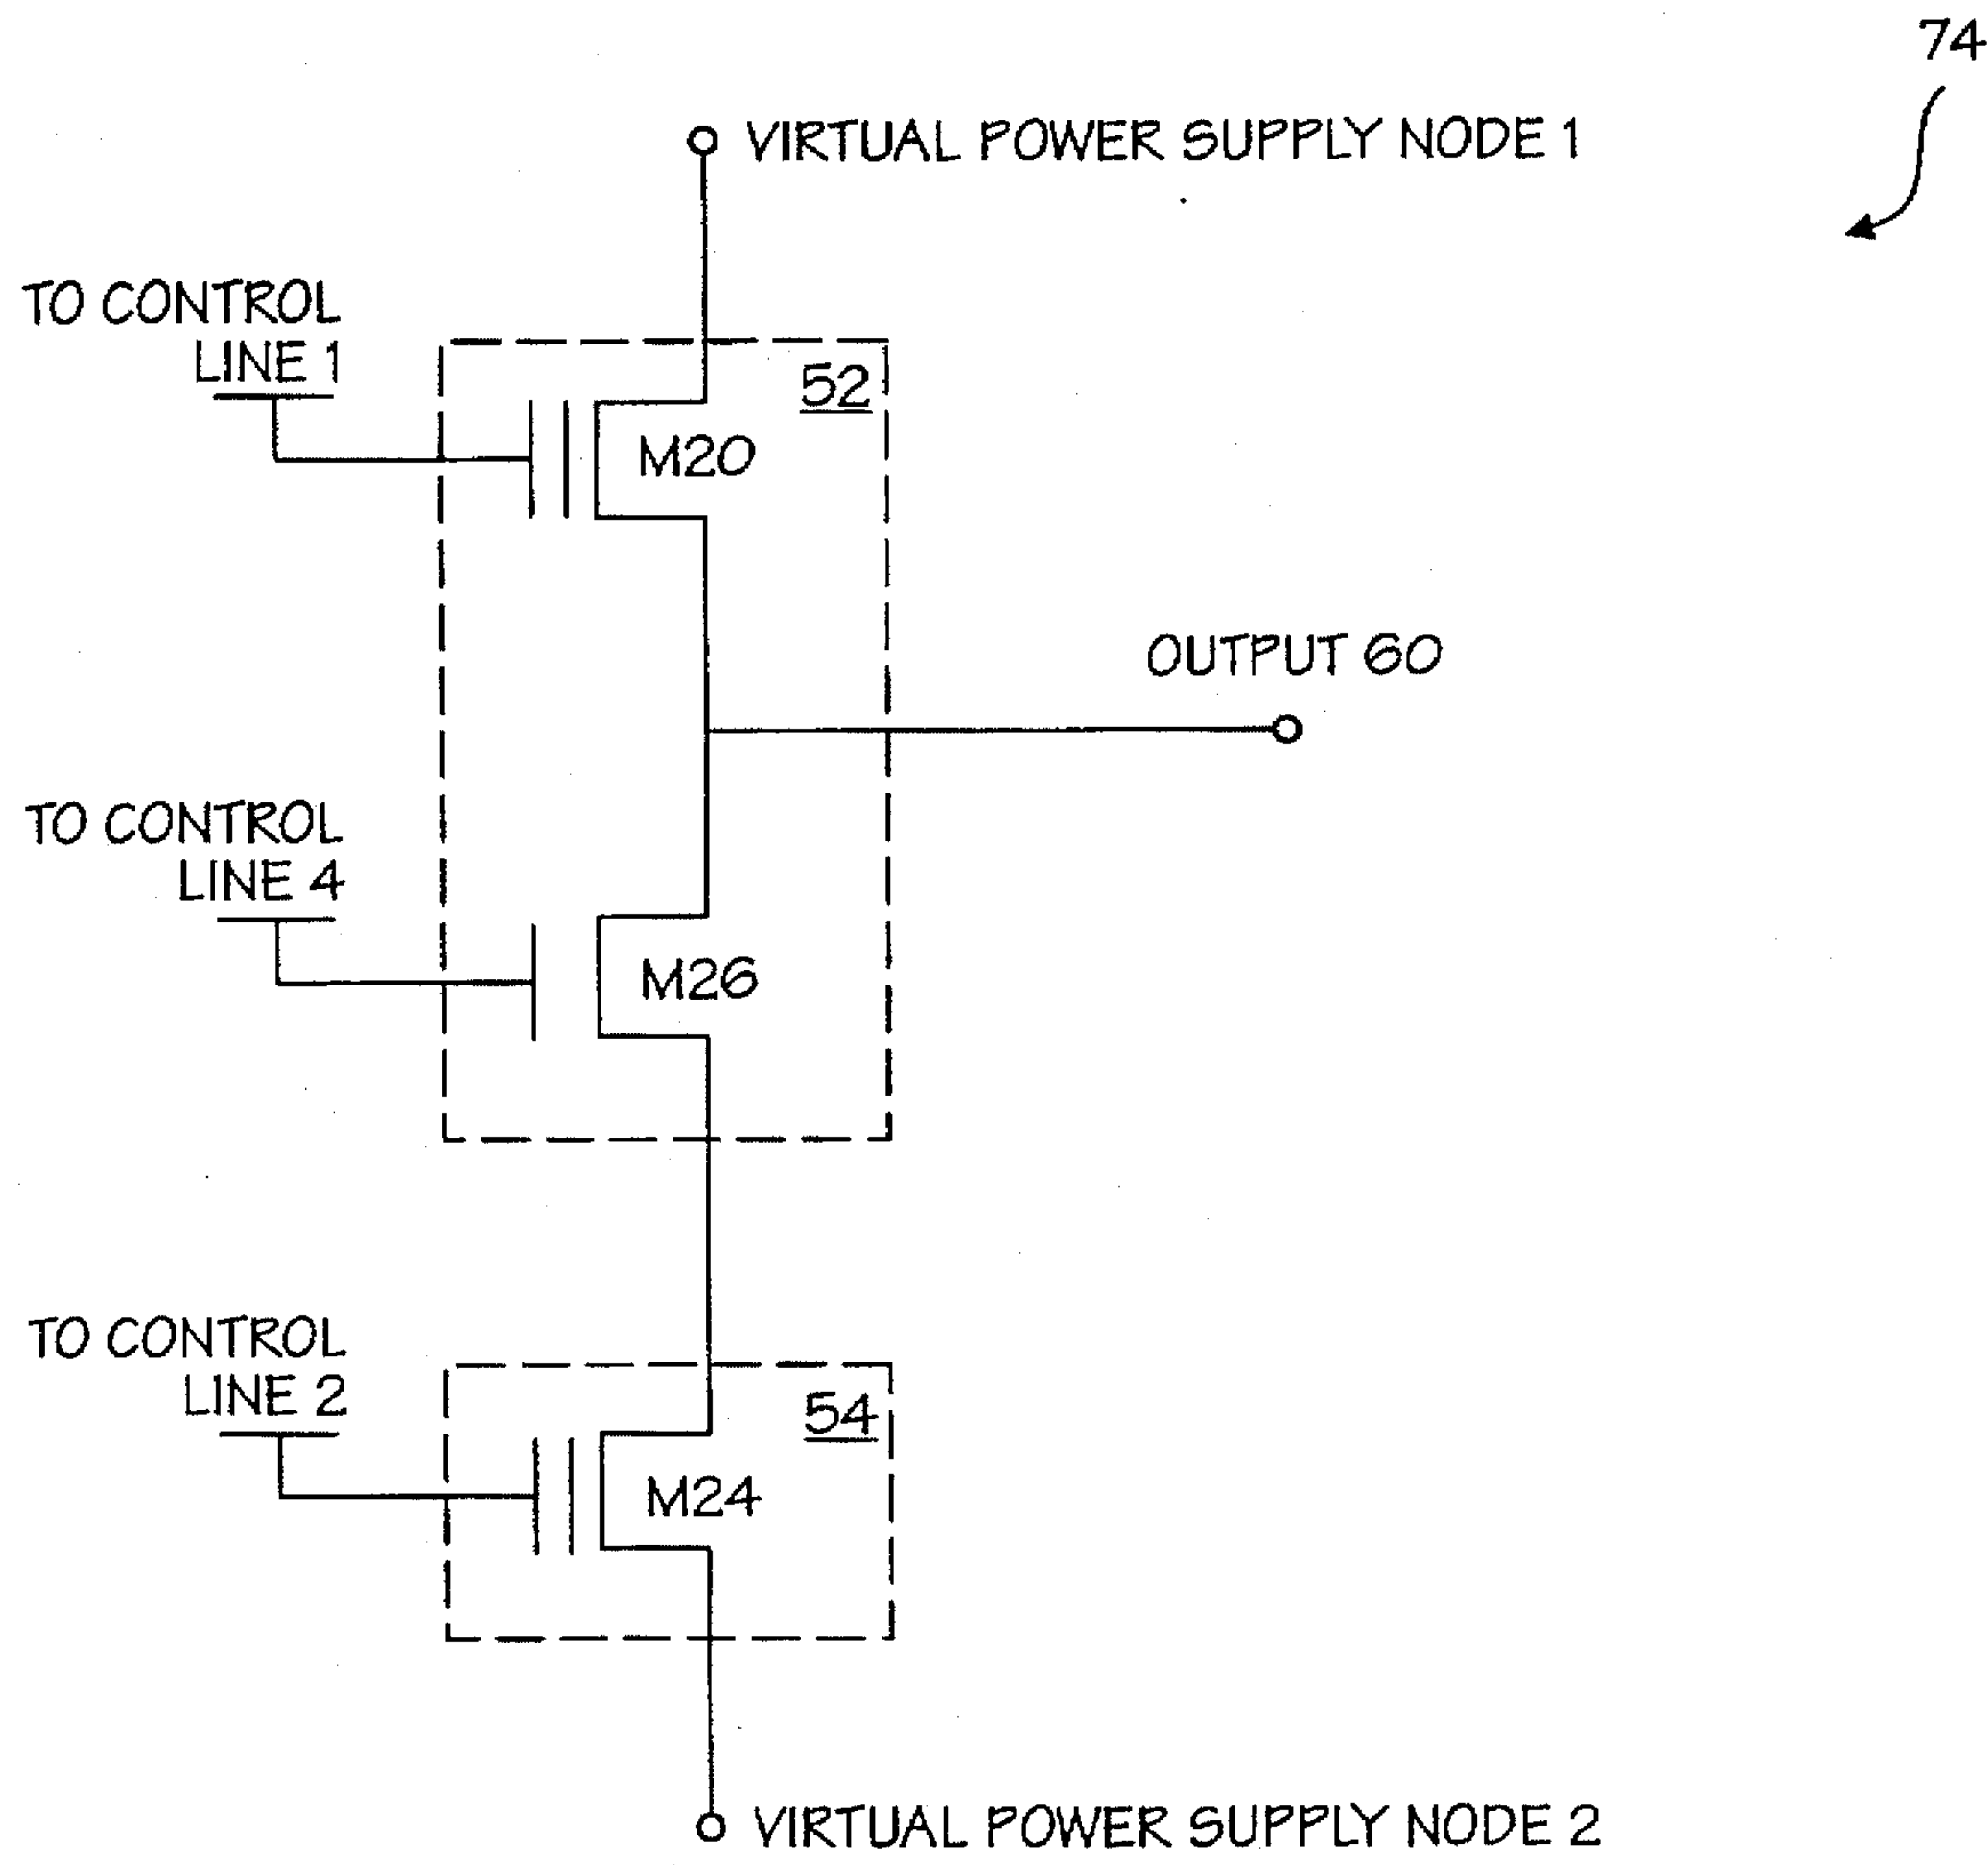 74
VIRTUAL POWER SUPPLY NODE 1
TO CONTROL
LINE 1
52
M20
OUTPUT 60
TO CONTROL
LINE 4
M26
TO CONTROL
LINE 2
54
M24
VIRTUAL POWER SUPPLY NODE 2